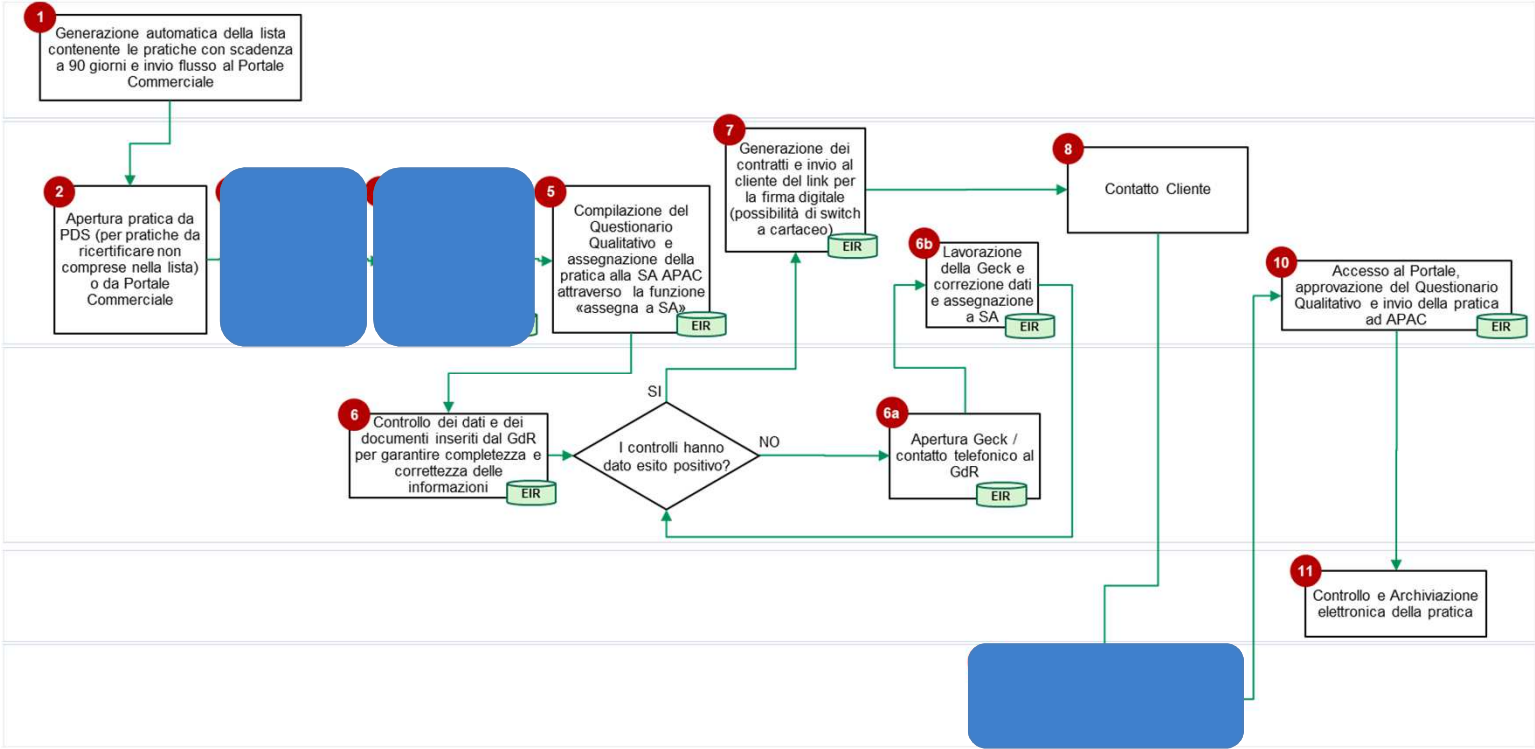 1
Generazione automatica della lista
contenente le pratiche con scadenza
a 90 giorni e invio flusso al Portale
Commerciale
2
Apertura pratica da
PDS (per pratiche da
ricertificare non
comprese nella lista)
o da Portale
Commerciale
5
Compilazione del
Questionario
Qualitativo e
assegnazione della
pratica alla SA APAC
attraverso la funzione
«assegna a SA»
EIR
7
Generazione dei
contratti e invio al
cliente del link per
la firma digitale
(possibilità di switch
a cartaceo)
EIR
8
Contatto Cliente
6b
Lavorazione
della Geck e
correzione dati
e assegnazione
a SA
EIR
10
Accesso al Portale,
approvazione del Questionario
Qualitativo e invio della pratica
ad APAC
EIR
6
Controllo dei dati e dei
documenti inseriti dal GdR
per garantire completezza e
correttezza delle
informazioni
EIR
SI
I controlli hanno
dato esito positivo?
NO
6a
Apertura Geck /
contatto telefonico al
GdR
EIR
11
Controllo e Archiviazione
elettronica della pratica